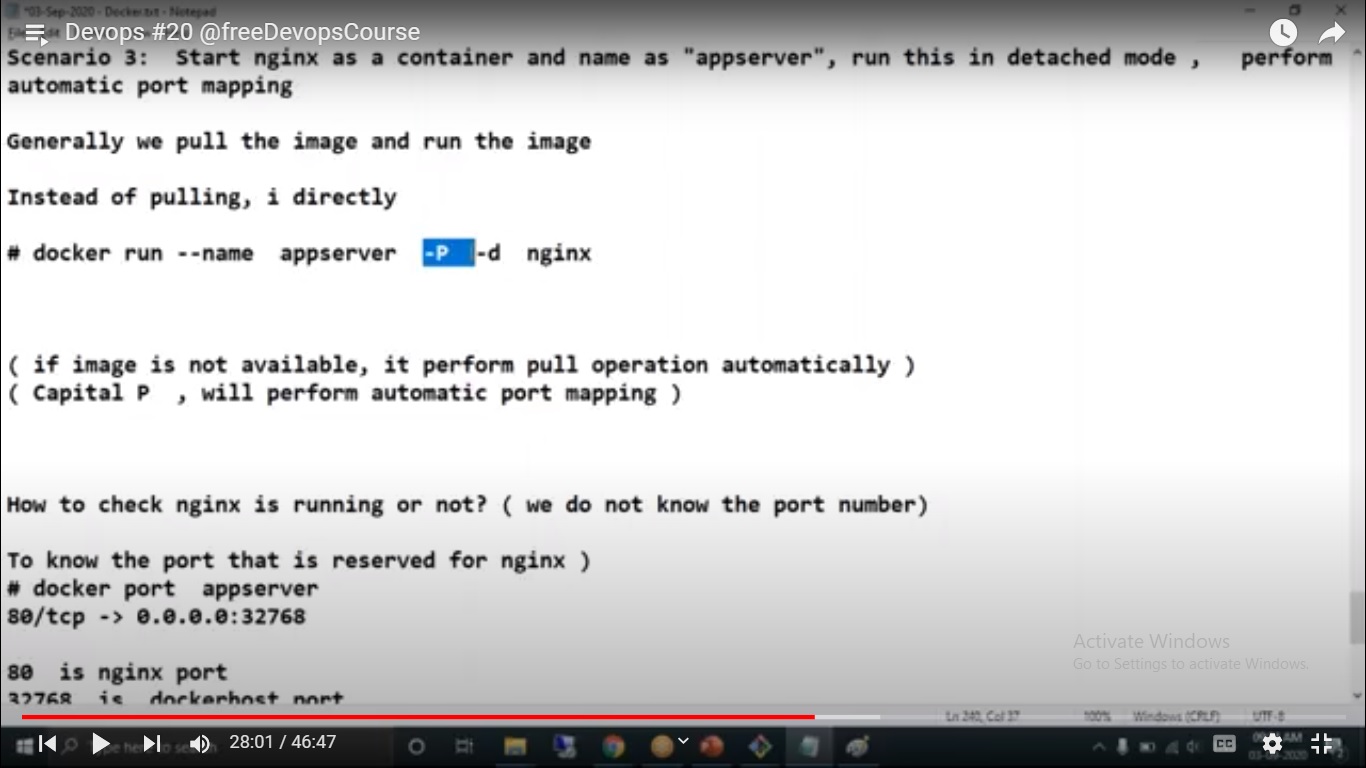 *03-Sep-2020 - Docker.txt - Notepad
Devops #20 @freeDevopsCourse
Scenario 3:  Start nginx as a container and name as "appserver", run this in detached mode ,   perform
automatic port mapping
Generally we pull the image and run the image
Instead of pulling, i directly
# docker run --name  appserver  -P  -d  nginx
( if image is not available, it perform pull operation automatically )
( Capital P  , will perform automatic port mapping )
How to check nginx is running or not? ( we do not know the port number)
To know the port that is reserved for nginx )
# docker port  appserver
80/tcp -> 0.0.0.0:32768
80  is nginx port
32768  is  dockerhost port
Activate Windows
Go to Settings to activate Windows.
Ln 240, Col 37 100% Windows (CRLF) UTF-8
28:01 / 46:47
CC
03-09-2020